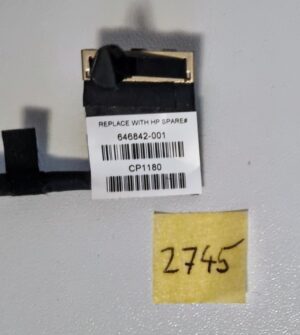 REPLACE WITH HP SPARE#
646842-001
CP1180
2745